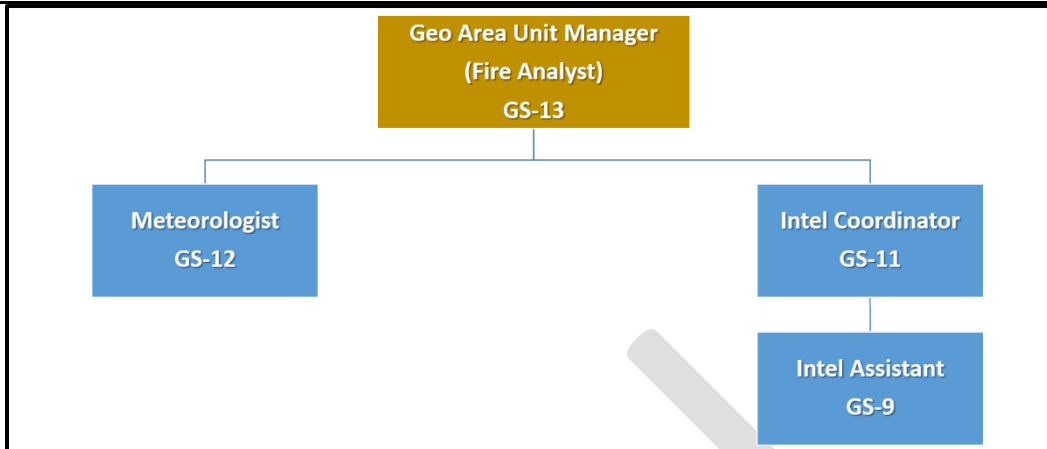 Geo Area Unit Manager
(Fire Analyst)
GS-13
Meteorologist
GS-12
Intel Coordinator
GS-11
Intel Assistant
GS-9